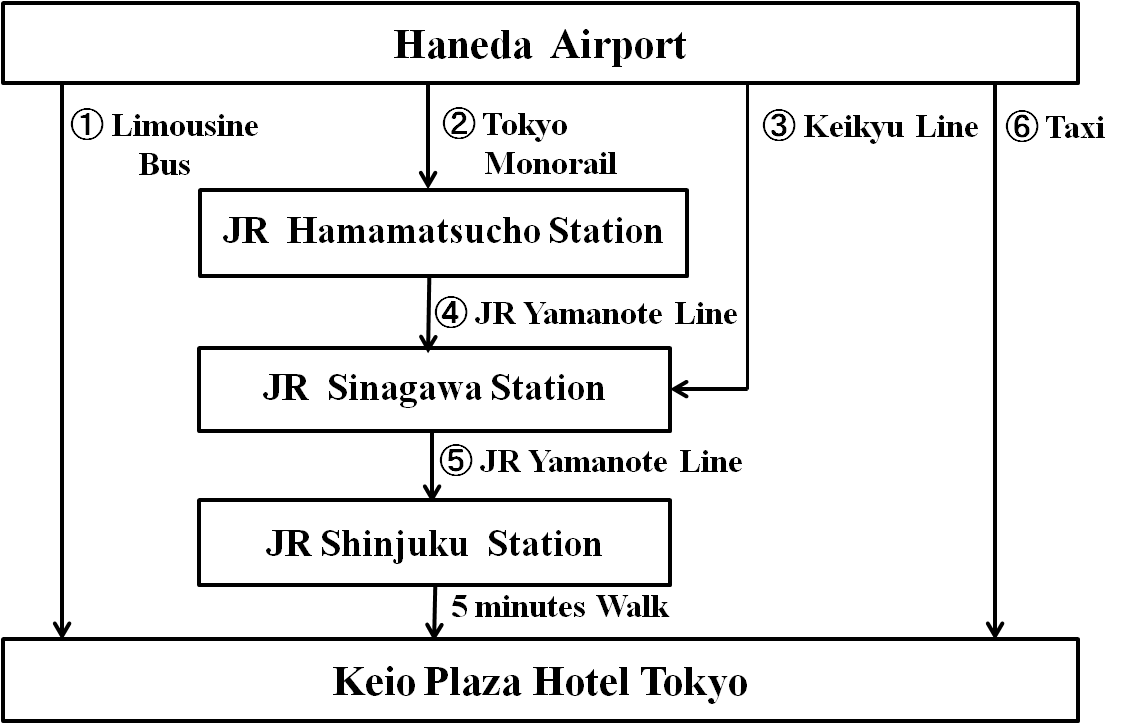 Haneda Airport
① Limousine
Bus
② Tokyo
Monorail
③ Keikyu Line
⑥ Taxi
JR Hamamatsucho Station
④ JR Yamanote Line
JR Sinagawa Station
⑤ JR Yamanote Line
JR Shinjuku Station
5 minutes Walk
Keio Plaza Hotel Tokyo